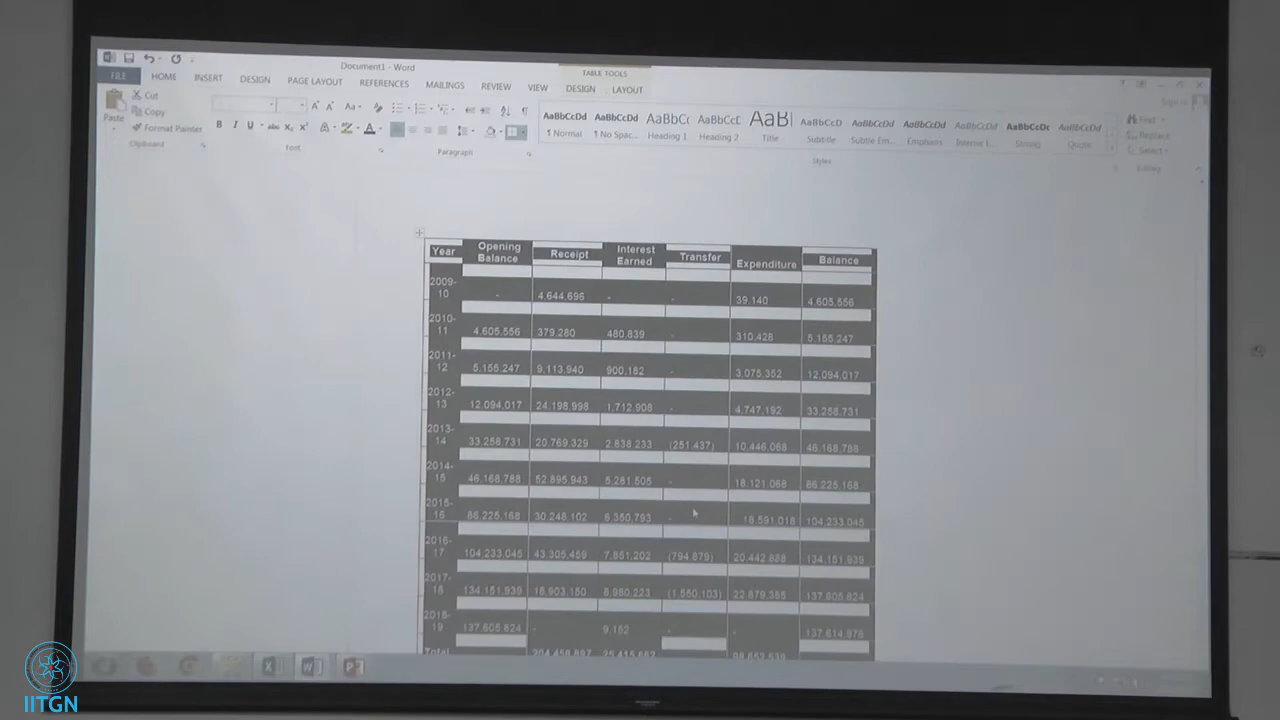 Document1 - Word
TABLE TOOLS
FILE HOME INSERT DESIGN PAGE LAYOUT REFERENCES MAILINGS REVIEW VIEW DESIGN LAYOUT
Sign in
Paste
Cut
Copy
Format Painter
Clipboard
Font
Paragraph
AaBbCcDd AaBbCcDd AaBbCc AaBbCcD AaBl AaBbCcD AaBbCcDd AaBbCcDd AaBbCcDd AaBbCcDc AaBbCcDd
¶ Normal ¶ No Spac... Heading 1 Heading 2 Title Subtitle Subtle Em... Emphasis Intense E... Strong Quote
Styles
Find
Replace
Select
Editing
Year Opening Balance Receipt Interest Earned Transfer Expenditure Balance
2009-10 - 4,644,696 - - 39,140 4,605,556
2010-11 4,605,556 379,280 480,839 - 310,428 5,155,247
2011-12 5,155,247 9,113,940 900,182 - 3,075,352 12,094,017
2012-13 12,094,017 24,198,998 1,712,908 - 4,747,192 33,258,731
2013-14 33,258,731 20,769,329 2,838,233 (251,437) 10,446,068 46,168,788
2014-15 46,168,788 52,895,943 5,281,505 - 18,121,068 86,225,168
2015-16 86,225,168 30,248,102 6,350,793 - 18,591,018 104,233,045
2016-17 104,233,045 43,305,459 7,851,202 (794,879) 20,442,888 134,151,939
2017-18 134,151,939 18,903,150 8,980,223 (1,550,103) 22,879,385 137,605,824
2018-19 137,605,824 - 9,152 - - 137,614,976
Total
IITGN